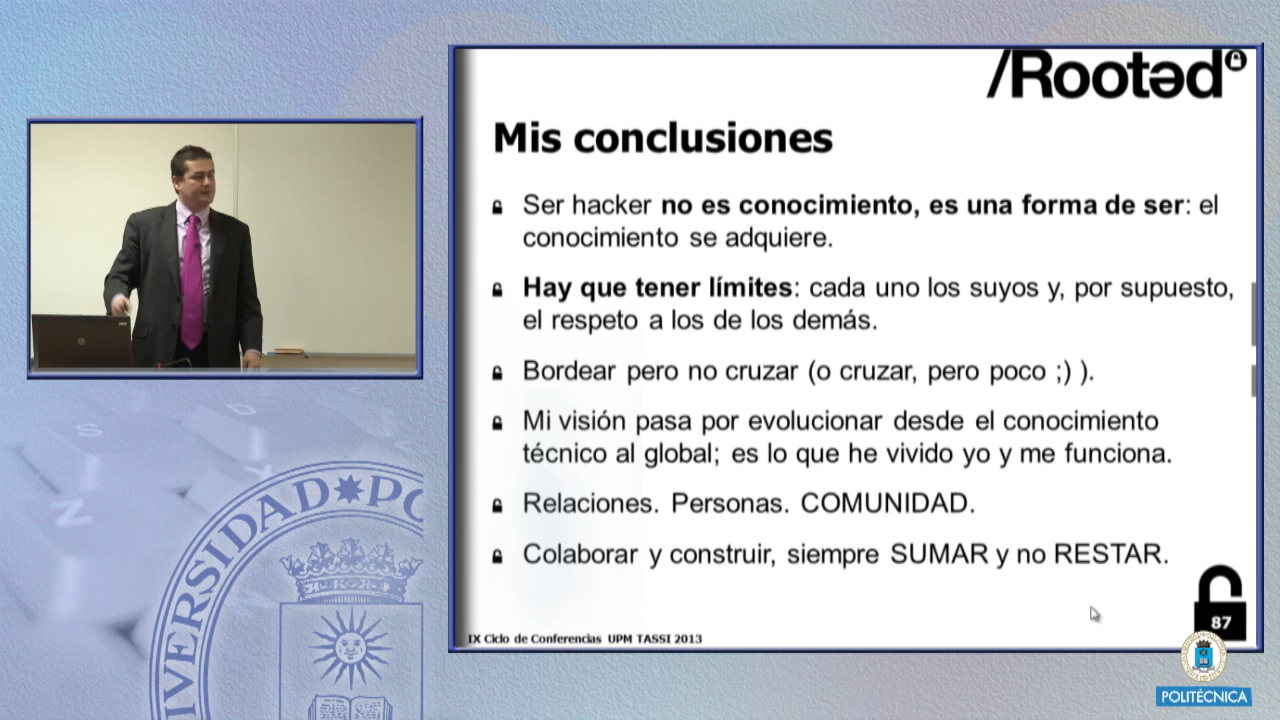 /Rootəd
Mis conclusiones
Ser hacker no es conocimiento, es una forma de ser: el
conocimiento se adquiere.
Hay que tener límites: cada uno los suyos y, por supuesto,
el respeto a los de los demás.
Bordear pero no cruzar (o cruzar, pero poco ;) ).
Mi visión pasa por evolucionar desde el conocimiento
técnico al global; es lo que he vivido yo y me funciona.
Relaciones. Personas. COMUNIDAD.
Colaborar y construir, siempre SUMAR y no RESTAR.
87
IX Ciclo de Conferencias UPM TASSI 2013
POLITÉCNICA
IVERSIDAD PO
S
D
Z